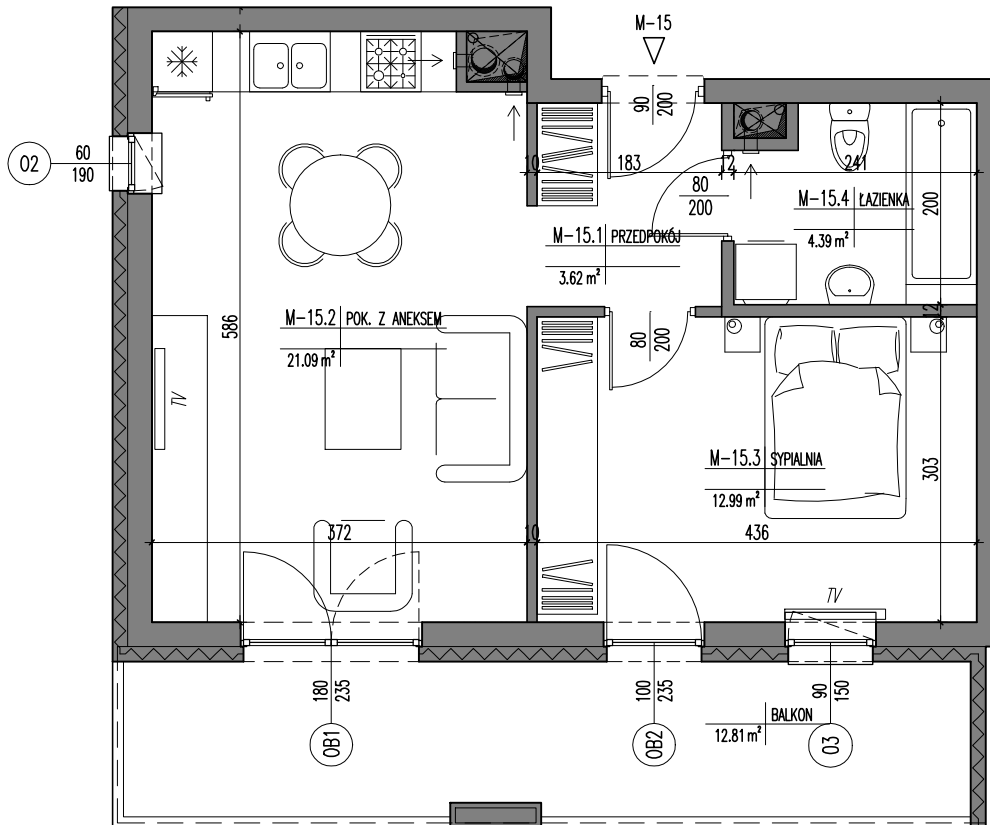 M-15
90
200
O2
60
190
10
183
12
241
80
200
M-15.4 ŁAZIENKA
4.39 m²
200
M-15.1 PRZEDPOKÓJ
3.62 m²
12
586
M-15.2 POK. Z ANEKSEM
21.09 m²
80
200
TV
M-15.3 SYPIALNIA
12.99 m²
303
372
10
436
TV
180
235
100
235
90
150
BALKON
12.81 m²
OB1
OB2
O3